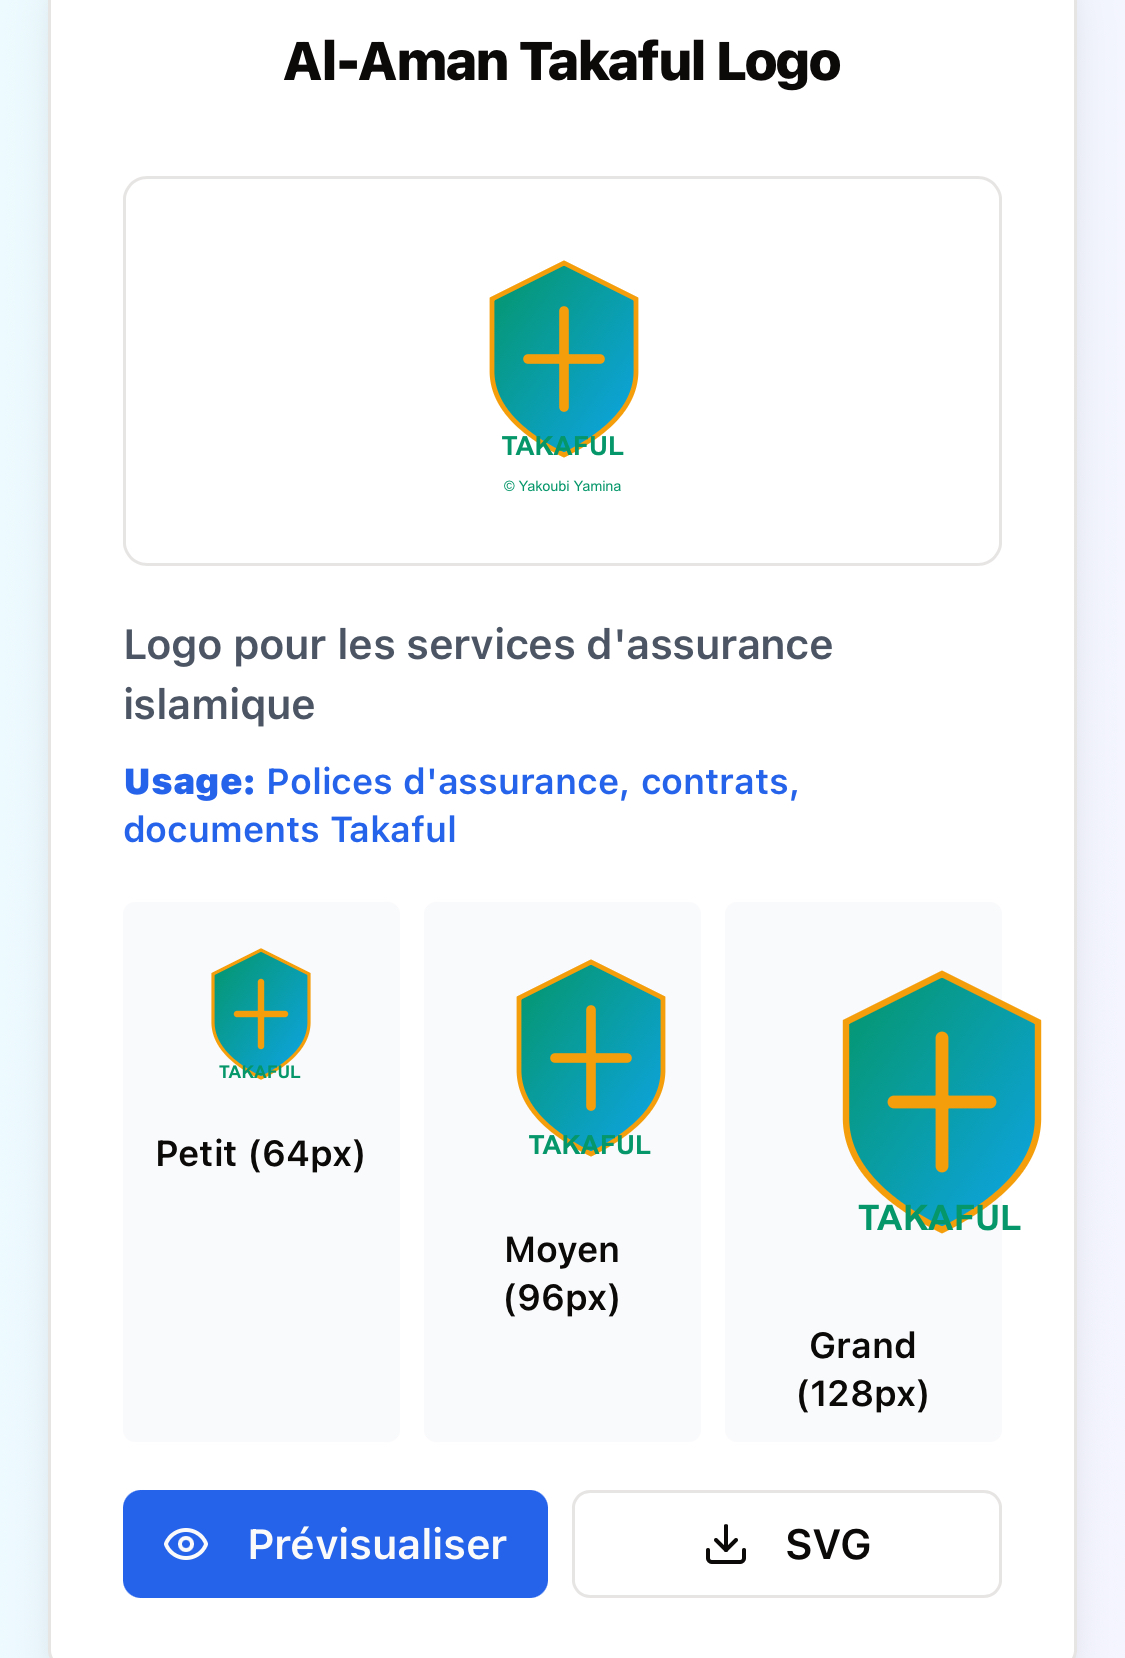 Al-Aman Takaful Logo
TAKAFUL
© Yakoubi Yamina
Logo pour les services d'assurance
islamique
Usage: Polices d'assurance, contrats,
documents Takaful
TAKAFUL
Petit (64px)
TAKAFUL
Moyen
(96px)
TAKAFUL
Grand
(128px)
Prévisualiser
SVG